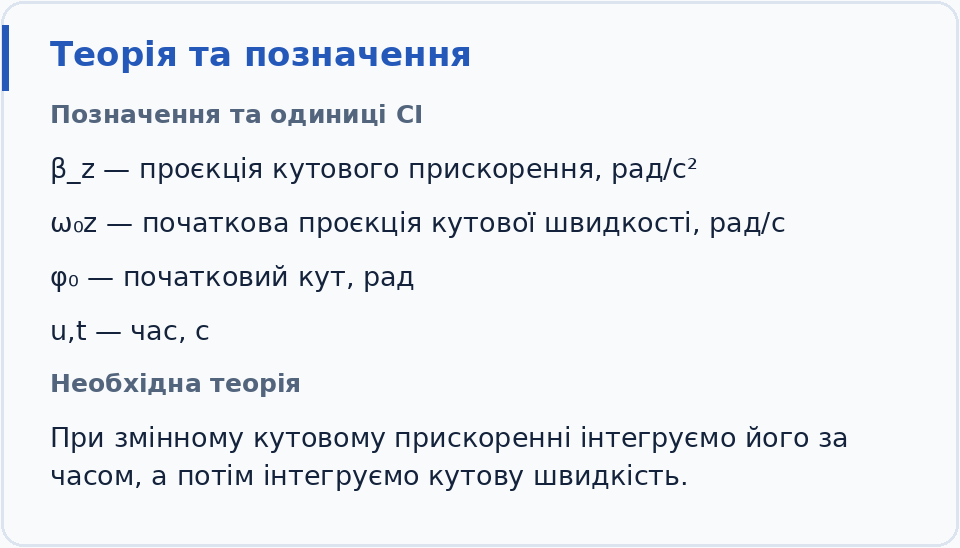 Теорія та позначення
Позначення та одиниці СІ
β_z — проєкція кутового прискорення, рад/с²
ω₀z — початкова проєкція кутової швидкості, рад/с
φ₀ — початковий кут, рад
u,t — час, с
Необхідна теорія
При змінному кутовому прискоренні інтегруємо його за
часом, а потім інтегруємо кутову швидкість.